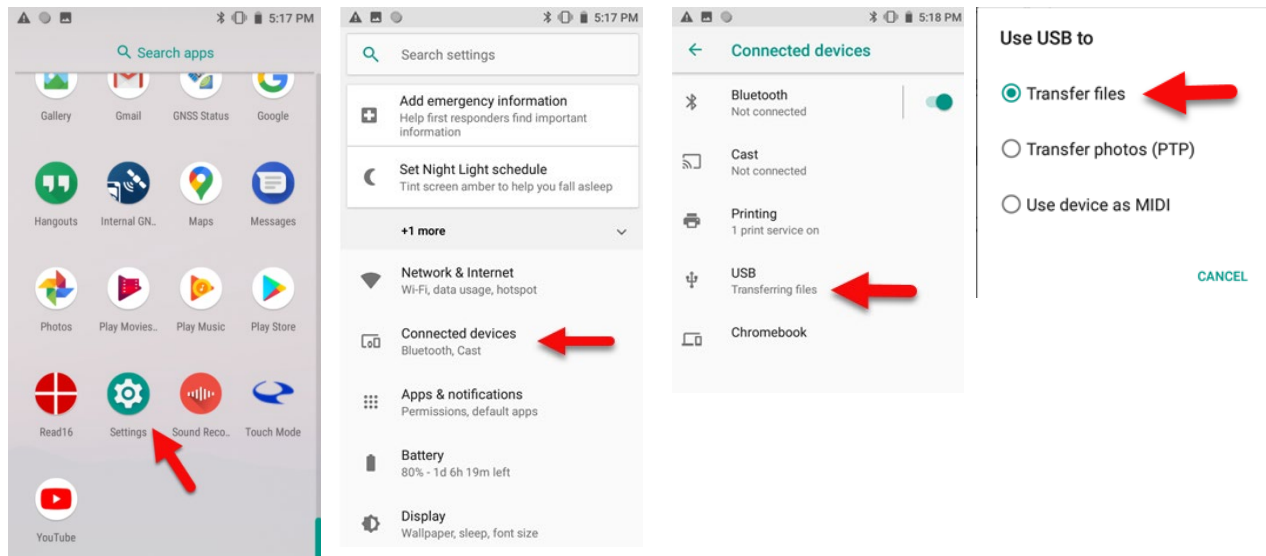 5:17 PM
Search apps
Gallery
Gmail
GNSS Status
Google
Hangouts
Internal GN..
Maps
Messages
Photos
Play Movies..
Play Music
Play Store
Read16
Settings
Sound Reco..
Touch Mode
YouTube
5:17 PM
Search settings
Add emergency information
Help first responders find important
information
Set Night Light schedule
Tint screen amber to help you fall asleep
+1 more
Network & Internet
Wi-Fi, data usage, hotspot
Connected devices
Bluetooth, Cast
Apps & notifications
Permissions, default apps
Battery
80% - 1d 6h 19m left
Display
Wallpaper, sleep, font size
5:18 PM
Connected devices
Bluetooth
Not connected
Cast
Not connected
Printing
1 print service on
USB
Transferring files
Chromebook
Use USB to
Transfer files
Transfer photos (PTP)
Use device as MIDI
CANCEL